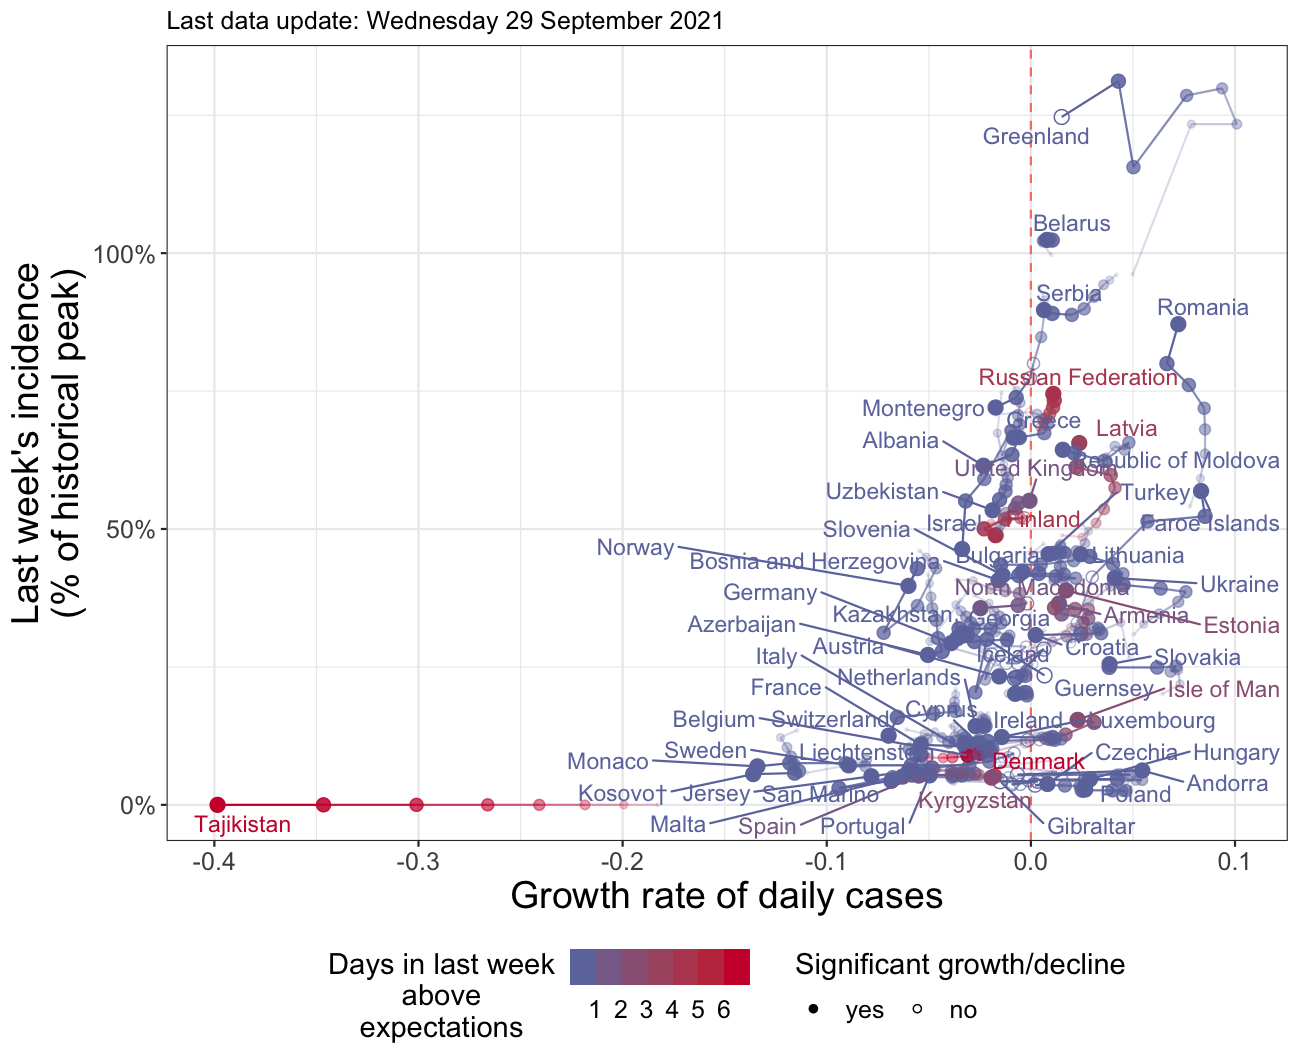 Last data update: Wednesday 29 September 2021
Last week's incidence
(% of historical peak)
100%
50%
0%
Greenland
Belarus
Serbia
Romania
Russian Federation
Montenegro
Greece
Latvia
Albania
Republic of Moldova
United Kingdom
Uzbekistan
Turkey
Israel
Finland
Faroe Islands
Slovenia
Norway
Bosnia and Herzegovina
Bulgaria
Lithuania
Germany
North Macedonia
Ukraine
Kazakhstan
Georgia
Armenia
Azerbaijan
Estonia
Austria
Croatia
Italy
Iceland
Slovakia
Netherlands
France
Guernsey
Isle of Man
Cyprus
Belgium
Switzerland
Ireland
Luxembourg
Sweden
Liechtenstein
Czechia
Hungary
Monaco
Denmark
Andorra
Kosovo†
Jersey
San Marino
Kyrgyzstan
Poland
Tajikistan
Malta
Spain
Portugal
Gibraltar
-0.4
-0.3
-0.2
-0.1
0.0
0.1
Growth rate of daily cases
Days in last week
above
expectations
1 2 3 4 5 6
Significant growth/decline
yes
no